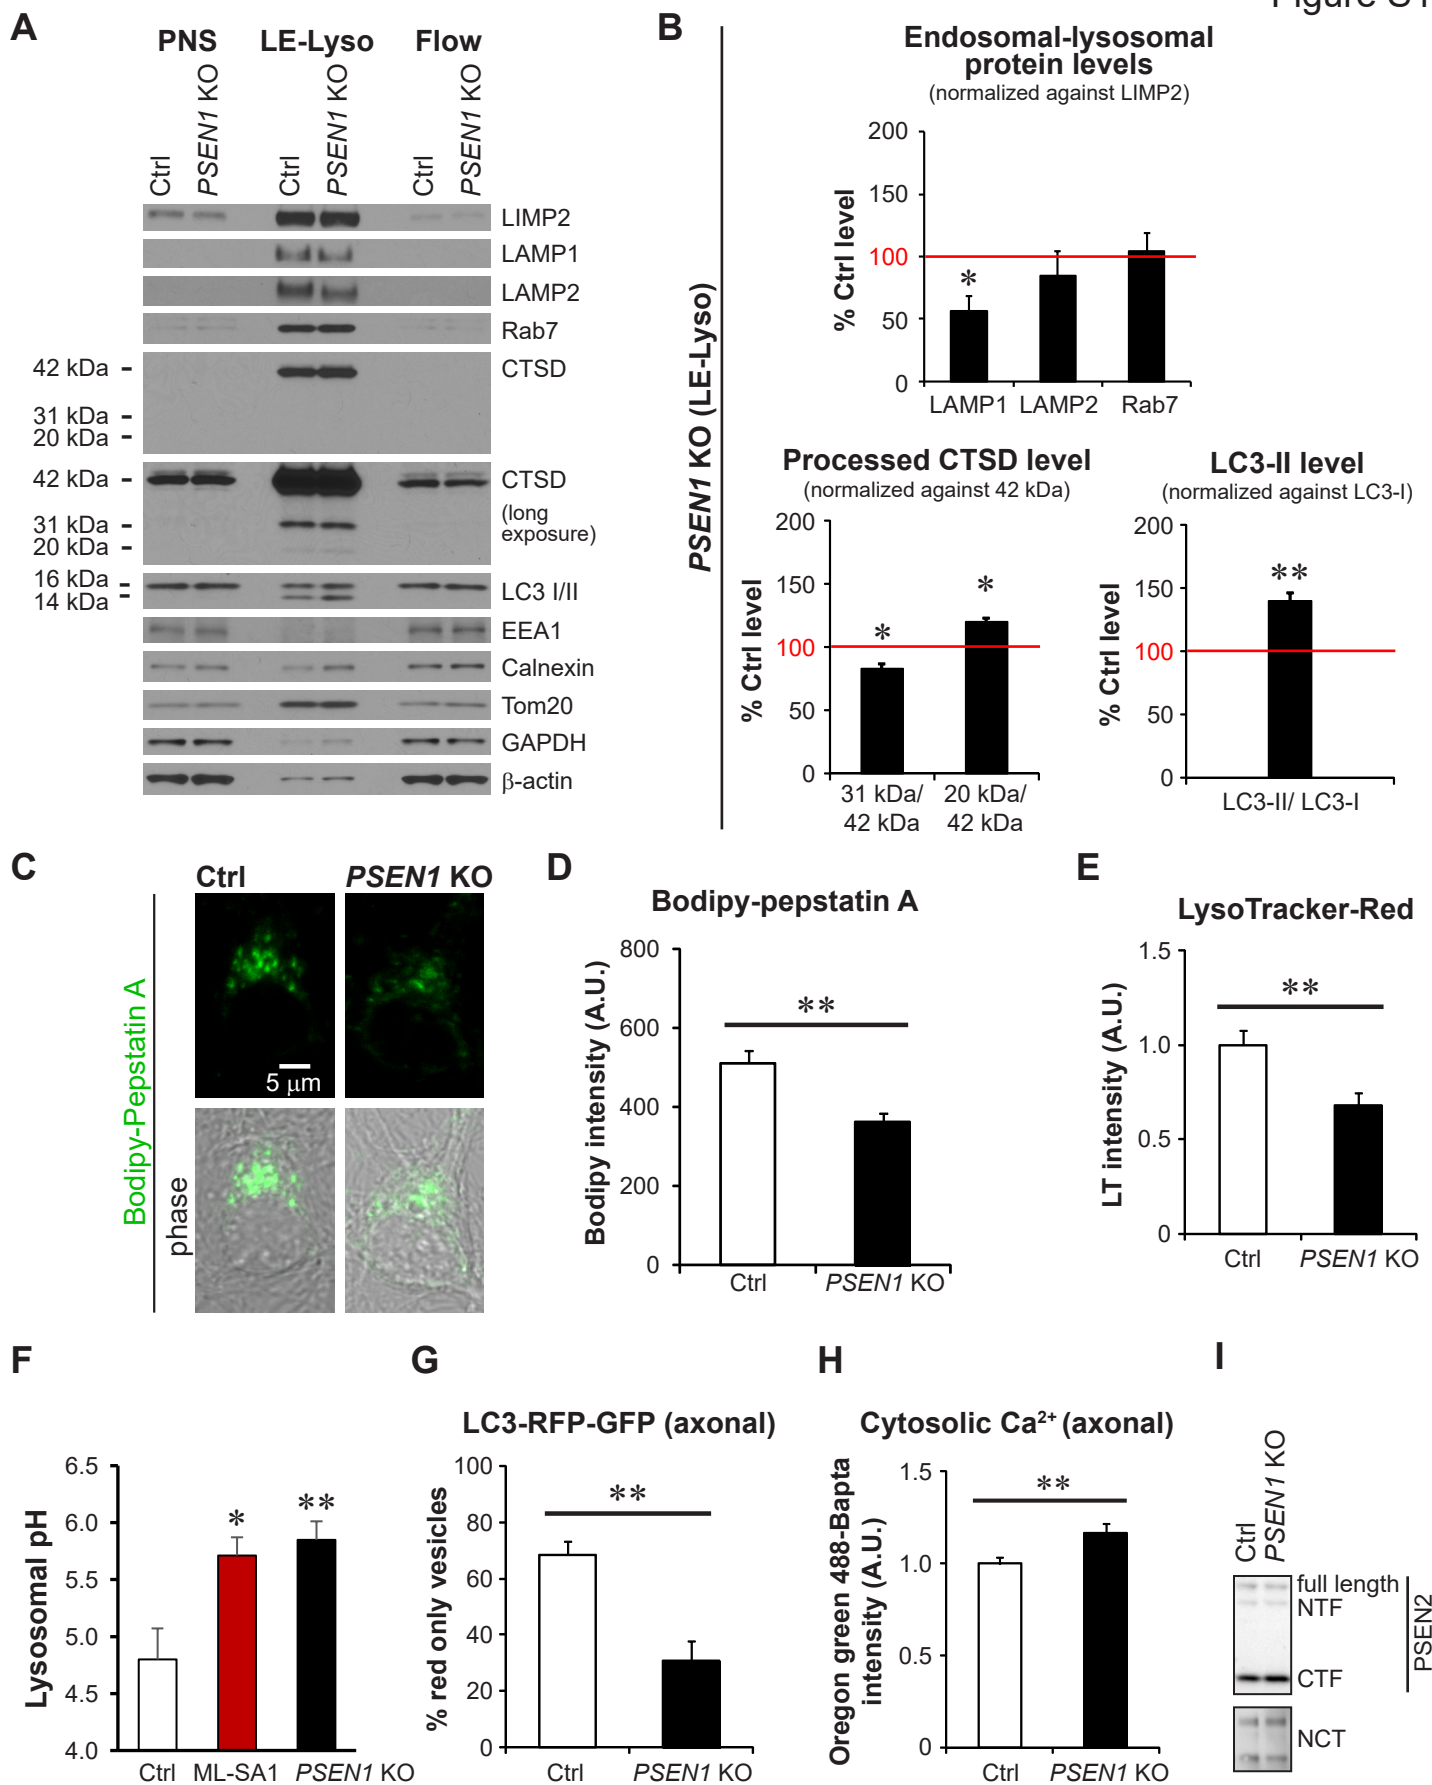 Figure S1
A
PNS LE-Lyso Flow
Ctrl PSEN1 KO Ctrl PSEN1 KO Ctrl PSEN1 KO
LIMP2
LAMP1
LAMP2
Rab7
42 kDa - CTSD
31 kDa -
20 kDa -
42 kDa - CTSD
(long
exposure)
31 kDa -
20 kDa -
16 kDa -
14 kDa -
LC3 I/II
EEA1
Calnexin
Tom20
GAPDH
β-actin
B
PSEN1 KO (LE-Lyso)
Endosomal-lysosomal
protein levels
(normalized against LIMP2)
% Ctrl level
200
150
100
50
0
*
LAMP1 LAMP2 Rab7
Processed CTSD level
(normalized against 42 kDa)
% Ctrl level
200
150
100
50
0
* *
31 kDa/ 20 kDa/
42 kDa 42 kDa
LC3-II level
(normalized against LC3-I)
% Ctrl level
200
150
100
50
0
**
LC3-II/ LC3-I
C
Ctrl PSEN1 KO
Bodipy-Pepstatin A
phase
5 μm
D
Bodipy-pepstatin A
Bodipy intensity (A.U.)
800
600
400
200
0
**
Ctrl PSEN1 KO
E
LysoTracker-Red
LT intensity (A.U.)
1.5
1.0
0.5
0
**
Ctrl PSEN1 KO
F
Lysosomal pH
6.5
6.0
5.5
5.0
4.5
4.0
* **
Ctrl ML-SA1 PSEN1 KO
G
LC3-RFP-GFP (axonal)
% red only vesicles
100
80
60
40
20
0
**
Ctrl PSEN1 KO
H
Cytosolic Ca²⁺ (axonal)
Oregon green 488-Bapta
intensity (A.U.)
1.5
1.0
0.5
0
**
Ctrl PSEN1 KO
I
Ctrl PSEN1 KO
full length
NTF
CTF
PSEN2
NCT